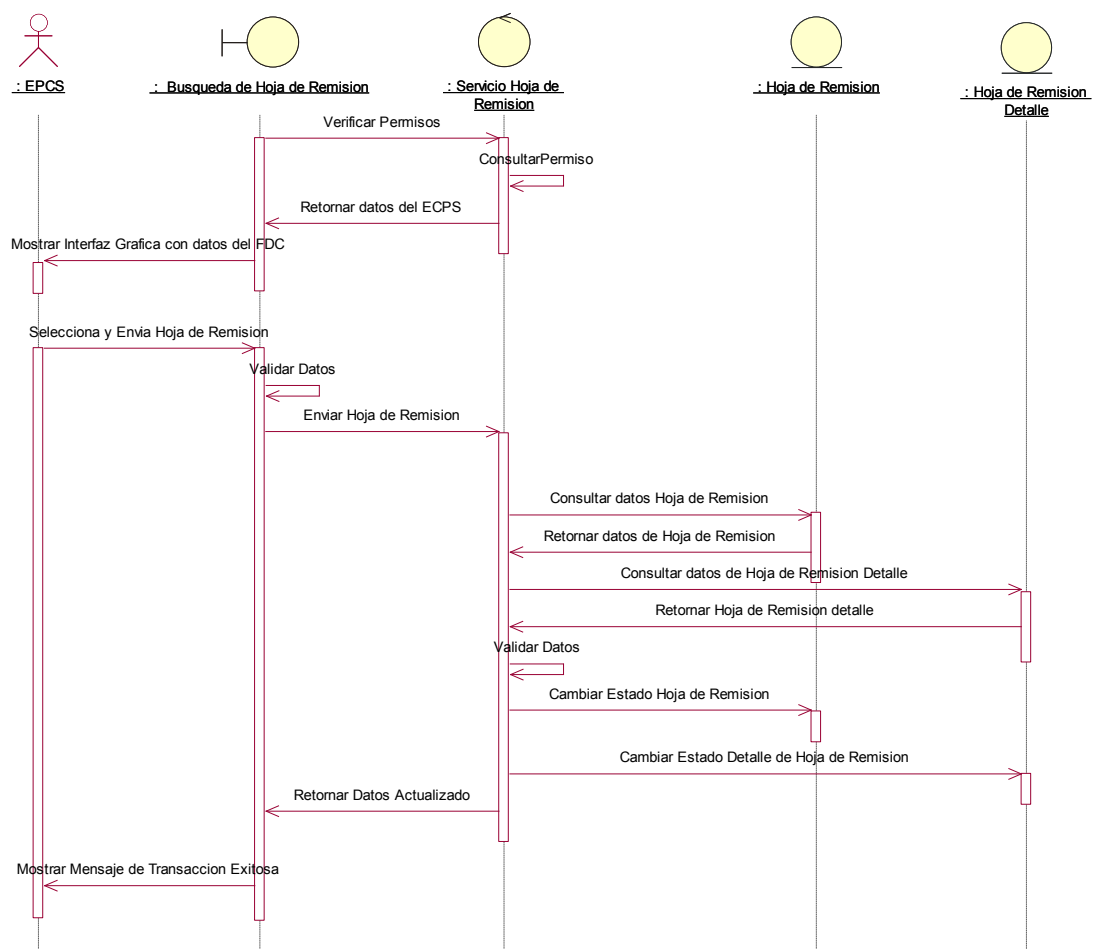 : EPCS
: Busqueda de Hoja de Remision
: Servicio Hoja de
Remision
: Hoja de Remision
: Hoja de Remision
Detalle
Verificar Permisos
ConsultarPermiso
Retornar datos del ECPS
Mostrar Interfaz Grafica con datos del FDC
Selecciona y Envia Hoja de Remision
Validar Datos
Enviar Hoja de Remision
Consultar datos Hoja de Remision
Retornar datos de Hoja de Remision
Consultar datos de Hoja de Remision Detalle
Retornar Hoja de Remision detalle
Validar Datos
Cambiar Estado Hoja de Remision
Cambiar Estado Detalle de Hoja de Remision
Retornar Datos Actualizado
Mostrar Mensaje de Transaccion Exitosa